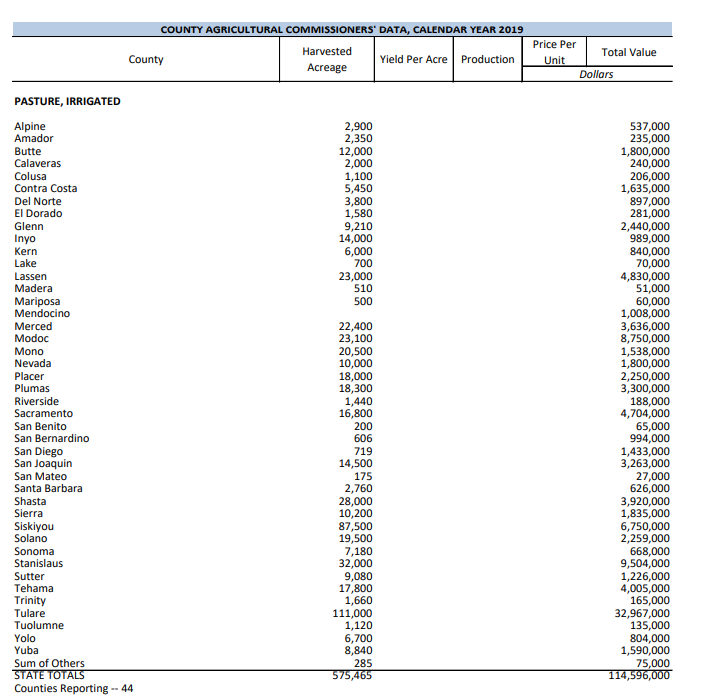 COUNTY AGRICULTURAL COMMISSIONERS' DATA, CALENDAR YEAR 2019
County Harvested Acreage Yield Per Acre Production Price Per Unit Total Value
Dollars
PASTURE, IRRIGATED
Alpine 2,900 537,000
Amador 2,350 235,000
Butte 12,000 1,800,000
Calaveras 2,000 240,000
Colusa 1,100 206,000
Contra Costa 5,450 1,635,000
Del Norte 3,800 897,000
El Dorado 1,580 281,000
Glenn 9,210 2,440,000
Inyo 14,000 989,000
Kern 6,000 840,000
Lake 700 70,000
Lassen 23,000 4,830,000
Madera 510 51,000
Mariposa 500 60,000
Mendocino 1,008,000
Merced 22,400 3,636,000
Modoc 23,100 8,750,000
Mono 20,500 1,538,000
Nevada 10,000 1,800,000
Placer 18,000 2,250,000
Plumas 18,300 3,300,000
Riverside 1,440 188,000
Sacramento 16,800 4,704,000
San Benito 200 65,000
San Bernardino 606 994,000
San Diego 719 1,433,000
San Joaquin 14,500 3,263,000
San Mateo 175 27,000
Santa Barbara 2,760 626,000
Shasta 28,000 3,920,000
Sierra 10,200 1,835,000
Siskiyou 87,500 6,750,000
Solano 19,500 2,259,000
Sonoma 7,180 668,000
Stanislaus 32,000 9,504,000
Sutter 9,080 1,226,000
Tehama 17,800 4,005,000
Trinity 1,660 165,000
Tulare 111,000 32,967,000
Tuolumne 1,120 135,000
Yolo 6,700 804,000
Yuba 8,840 1,590,000
Sum of Others 285 75,000
STATE TOTALS 575,465 114,596,000
Counties Reporting -- 44